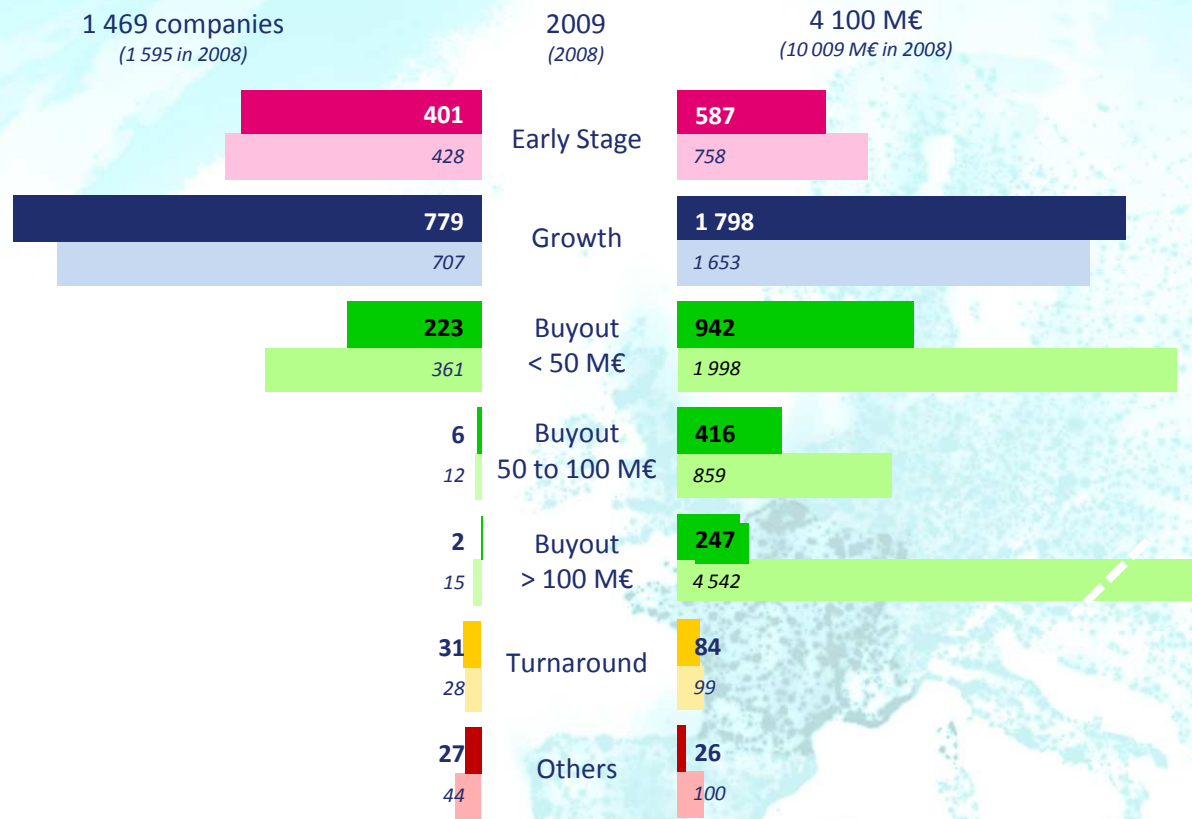 1 469 companies
(1 595 in 2008)
2009
(2008)
4 100 M€
(10 009 M€ in 2008)
401
428
Early Stage
587
758
779
707
Growth
1 798
1 653
223
361
Buyout
< 50 M€
942
1 998
6
12
Buyout
50 to 100 M€
416
859
2
15
Buyout
> 100 M€
247
4 542
31
28
Turnaround
84
99
27
44
Others
26
100